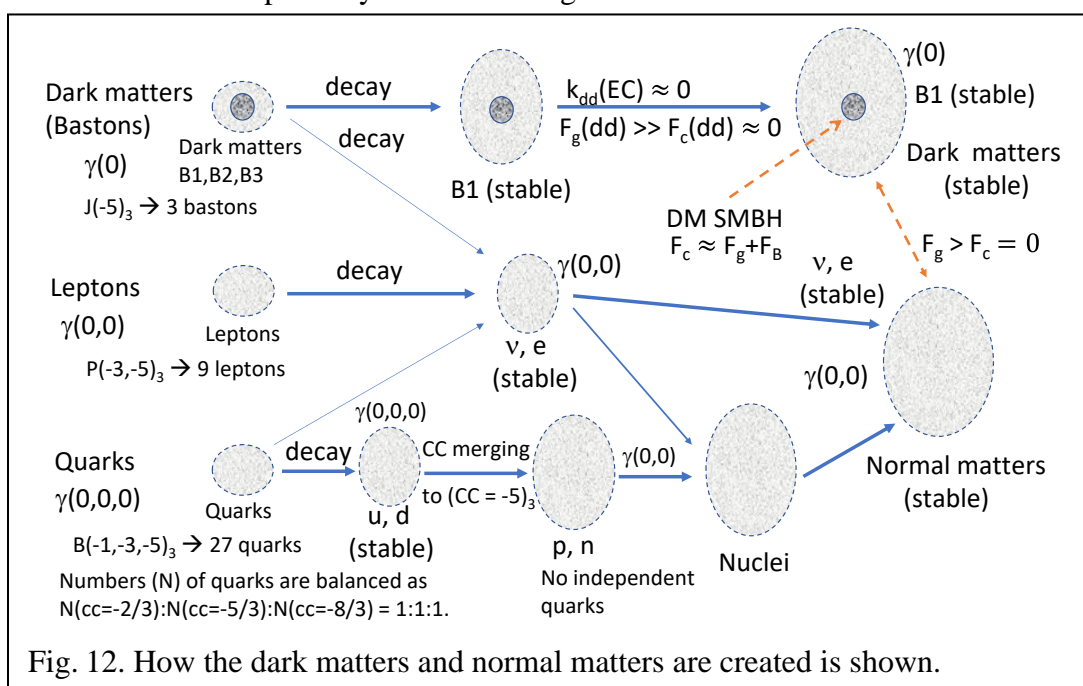 Dark matters
(Bastons)
γ(0)
Dark matters
B1,B2,B3
J(-5)₃ → 3 bastons
decay
decay
B1 (stable)
k_dd(EC) ≈ 0
F_g(dd) >> F_c(dd) ≈ 0
γ(0)
B1 (stable)
Dark matters
(stable)
DM SMBH
F_c ≈ F_g+F_B
F_g > F_c = 0
Leptons
γ(0,0)
Leptons
P(-3,-5)₃ → 9 leptons
decay
γ(0,0)
ν, e
(stable)
ν, e
(stable)
γ(0,0)
Normal matters
(stable)
Quarks
γ(0,0,0)
Quarks
B(-1,-3,-5)₃ → 27 quarks
Numbers (N) of quarks are balanced as
N(cc=-2/3):N(cc=-5/3):N(cc=-8/3) = 1:1:1.
decay
γ(0,0,0)
u, d
(stable)
CC merging
to (CC = -5)₃
p, n
No independent
quarks
γ(0,0)
Nuclei
Fig. 12. How the dark matters and normal matters are created is shown.